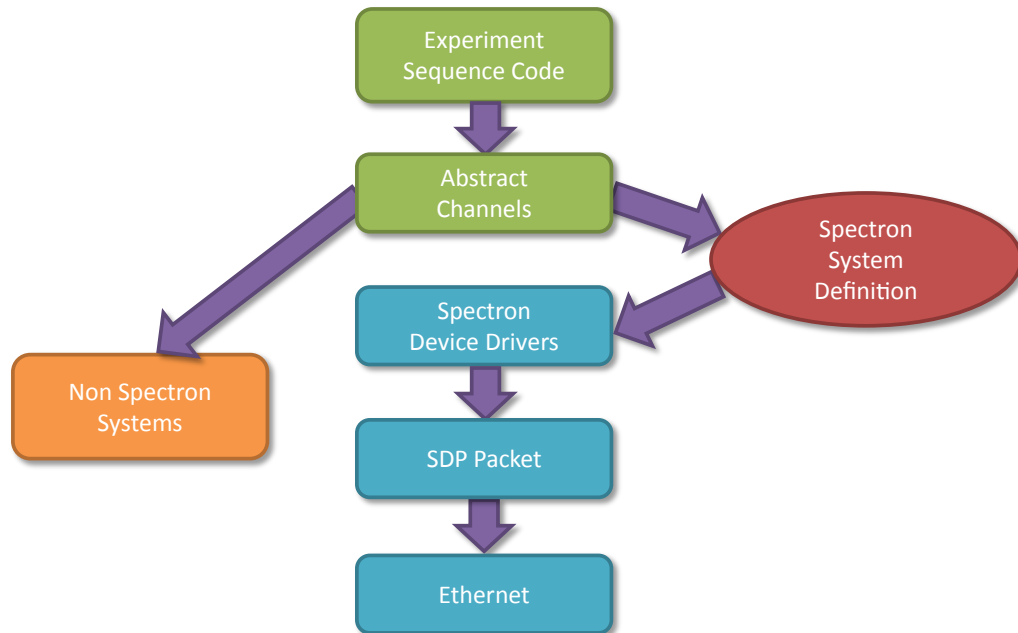 Experiment
Sequence Code
Abstract
Channels
Spectron
System
Definition
Spectron
Device Drivers
Non Spectron
Systems
SDP Packet
Ethernet